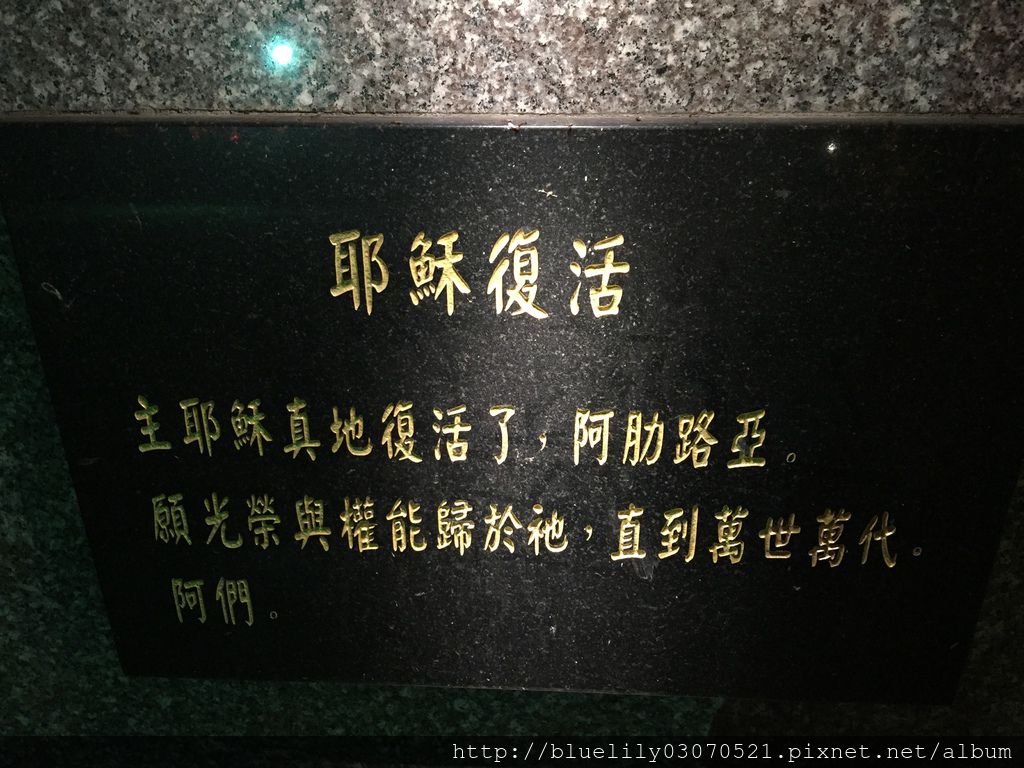 耶穌復活
主耶穌真地復活了，阿肋路亞。
願光榮與權能歸於祂，直到萬世萬代。
阿們。
http://bluelily03070521.pixnet.net/album